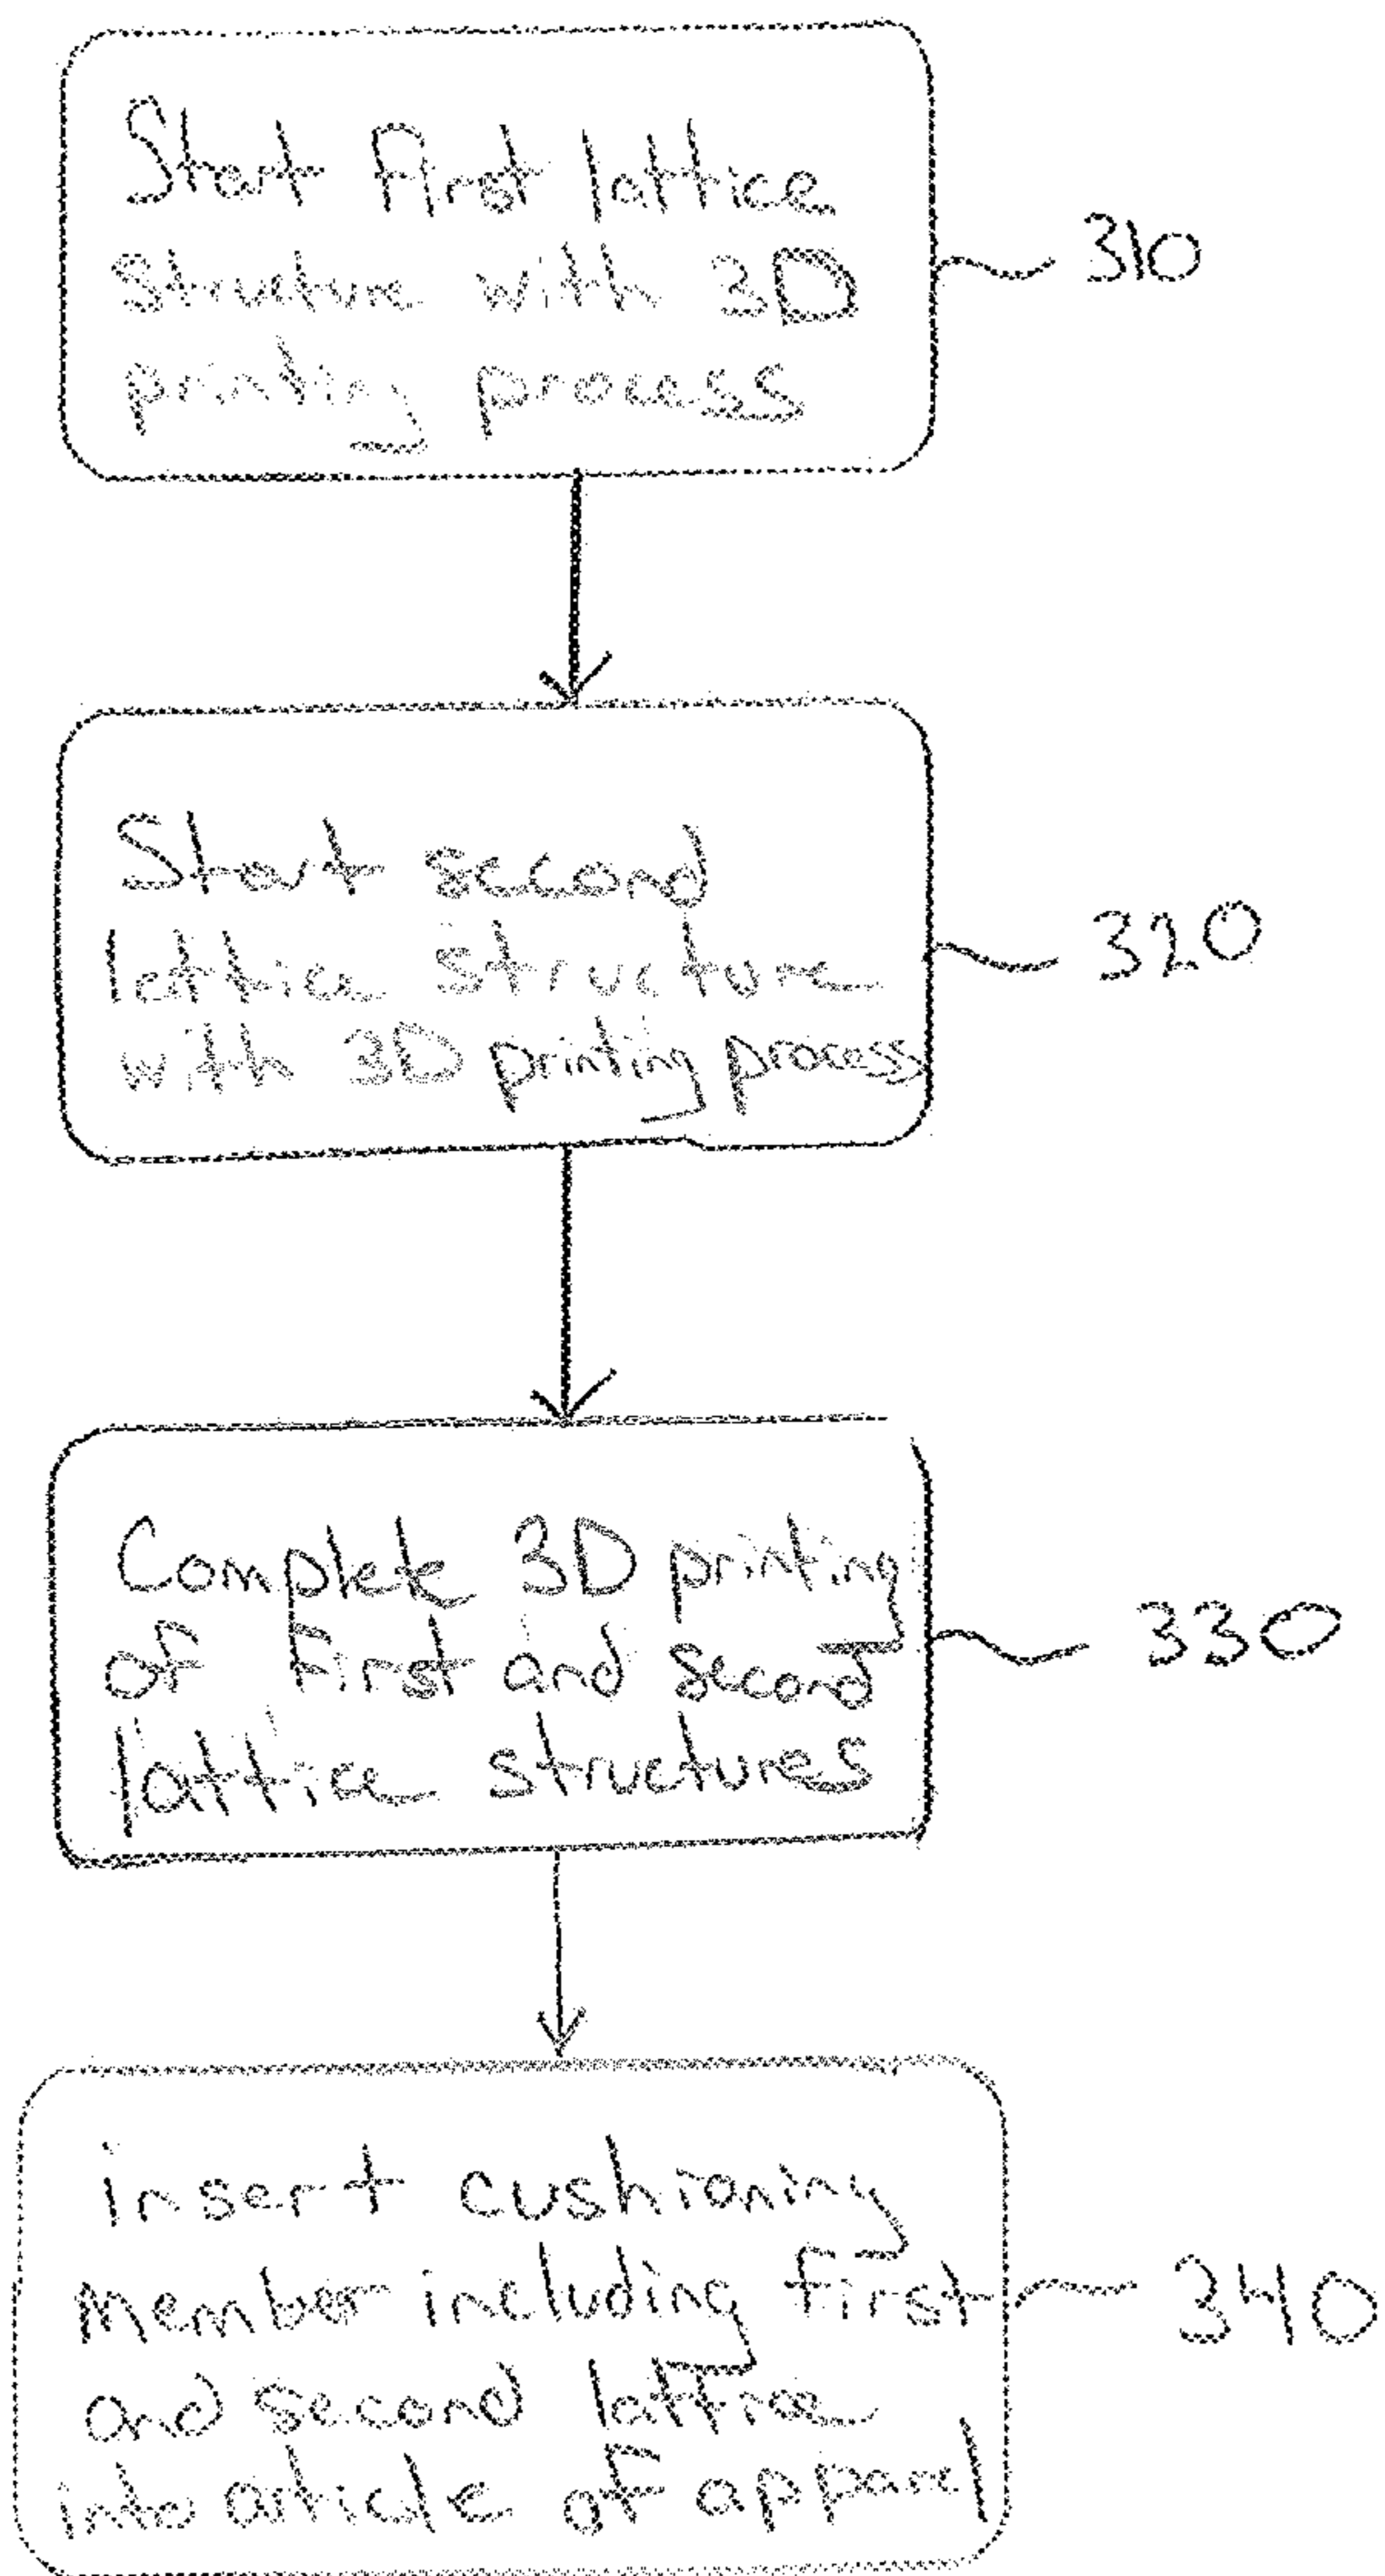 Start first lattice
structure with 3D
printing process
310
Start second
lattice structure
with 3D printing process
320
Complete 3D printing
of first and second
lattice structures
330
insert cushioning
member including first
and second lattice
into article of apparel
340